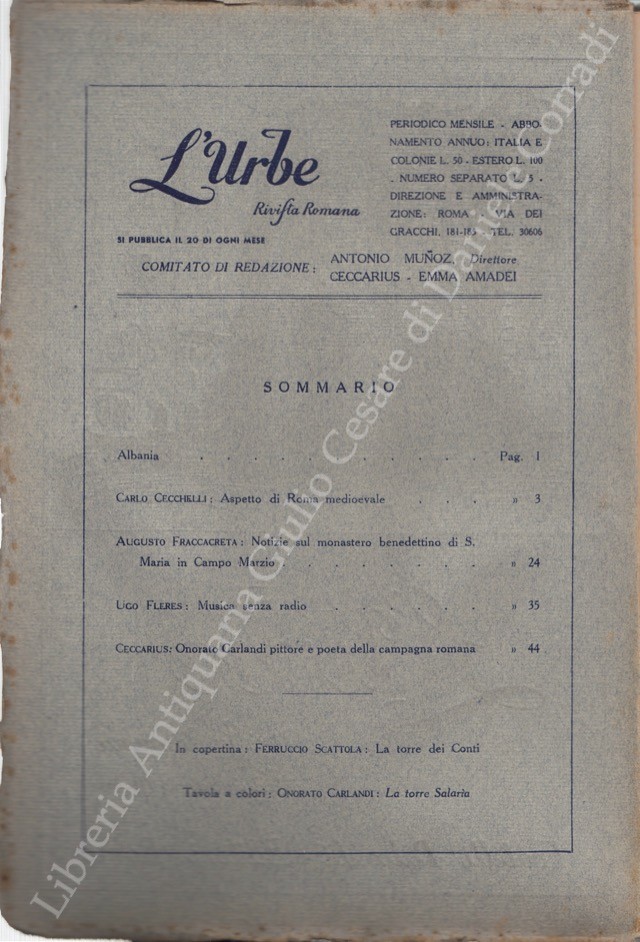 L'Urbe
Rivista Romana
SI PUBBLICA IL 20 DI OGNI MESE
PERIODICO MENSILE - ABBO-
NAMENTO ANNUO: ITALIA E
COLONIE L. 50 - ESTERO L. 100
- NUMERO SEPARATO L. 5 -
DIREZIONE E AMMINISTRA-
ZIONE: ROMA - VIA DEI
GRACCHI, 181-183 - TEL. 30606
COMITATO DI REDAZIONE: ANTONIO MUÑOZ, Direttore
CECCARIUS - EMMA AMADEI
SOMMARIO
Albania . . . . . . . . . . . Pag. 1
CARLO CECCHELLI: Aspetto di Roma medioevale . . . » 3
AUGUSTO FRACCACRETA: Notizie sul monastero benedettino di S.
Maria in Campo Marzio . . . . . . . » 24
UGO FLERES: Musica senza radio . . . . . . » 35
CECCARIUS: Onorato Carlandi pittore e poeta della campagna romana » 44
In copertina: FERRUCCIO SCATTOLA: La torre dei Conti
Tavola a colori: ONORATO CARLANDI: La torre Salaria
Libreria Antiquaria Giulio Cesare di Daniele Corradi